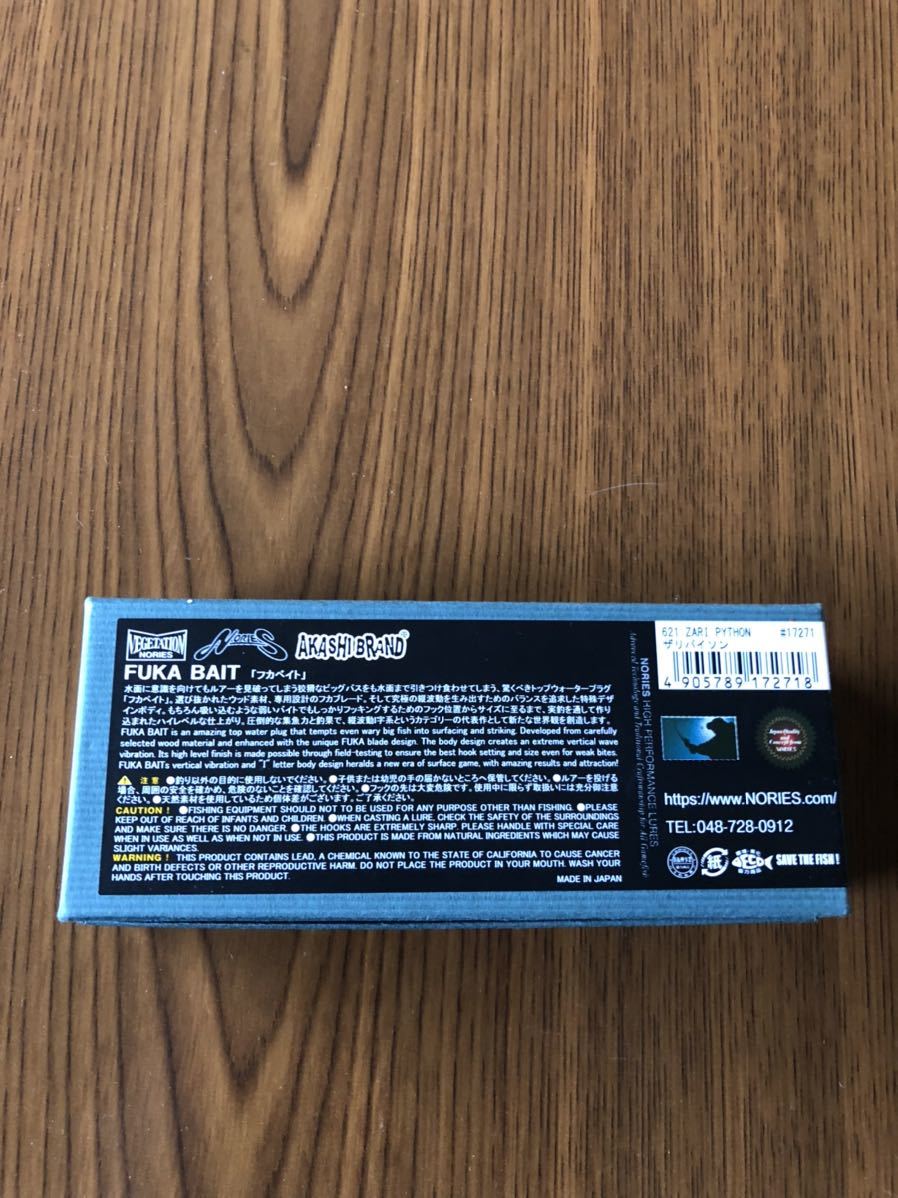 VEGETATION
NORIES
NORIES
AKASHI BRAND
FUKA BAIT「フカベイト」
水面に意識を向けてもルアーを見破ってしまう狡猾なビッグバスをも水面まで引きつけ食わせてしまう、驚くべきトップウォータープラグ
「フカベイト」。選び抜かれたウッド素材、専用設計のフカブレード、そして究極の縦波動を生み出すためのバランスを追求した特殊デザ
インボディ。もちろん吸い込むような弱いバイトでもしっかりフッキングするためのフック位置からサイズに至るまで、実釣を通して作り
込まれたハイレベルな仕上がり。圧倒的な集魚力と釣果で、縦波動I字系というカテゴリーの代表作として新たな世界観を創造します。
FUKA BAIT is an amazing top water plug that tempts even wary big fish into surfacing and striking. Developed from carefully
selected wood material and enhanced with the unique FUKA blade design. The body design creates an extreme vertical wave
vibration. Its high level finish is made possible through field-testing to ensure the best hook setting and size even for weak bites.
FUKA BAITs vertical vibration and "I" letter body design heralds a new era of surface game, with amazing results and attraction!
注意 ●釣り以外の目的に使用しないでください。●子供または幼児の手の届かないところへ保管してください。●ルアーを投げる
場合、周囲の安全を確かめ、危険のないことを確認してください。●フックの先は大変危険です。使用中に限らず取扱いには充分御注意
ください。●天然素材を使用しているため個体差がございます。ご了承ください。
CAUTION! ●FISHING EQUIPMENT SHOULD NOT TO BE USED FOR ANY PURPOSE OTHER THAN FISHING. ●PLEASE
KEEP OUT OF REACH OF INFANTS AND CHILDREN. ●WHEN CASTING A LURE. CHECK THE SAFETY OF THE SURROUNDINGS
AND MAKE SURE THERE IS NO DANGER. ●THE HOOKS ARE EXTREMELY SHARP. PLEASE HANDLE WITH SPECIAL CARE
WHEN IN USE AS WELL AS WHEN NOT IN USE. ●THIS PRODUCT IS MADE FROM NATURAL INGREDIENTS WHICH MAY CAUSE
SLIGHT VARIANCES.
WARNING! THIS PRODUCT CONTAINS LEAD, A CHEMICAL KNOWN TO THE STATE OF CALIFORNIA TO CAUSE CANCER
AND BIRTH DEFECTS OR OTHER REPRODUCTIVE HARM. DO NOT PLACE THE PRODUCT IN YOUR MOUTH. WASH YOUR
HANDS AFTER TOUCHING THIS PRODUCT.
MADE IN JAPAN
NORIES HIGH PERFORMANCE LURES
621 ZARI PYTHON #17271
ザリパイソン
4 905789 172718
https://www.NORIES.com/
TEL:048-728-0912
紙
FECO
SAVE THE FISH!